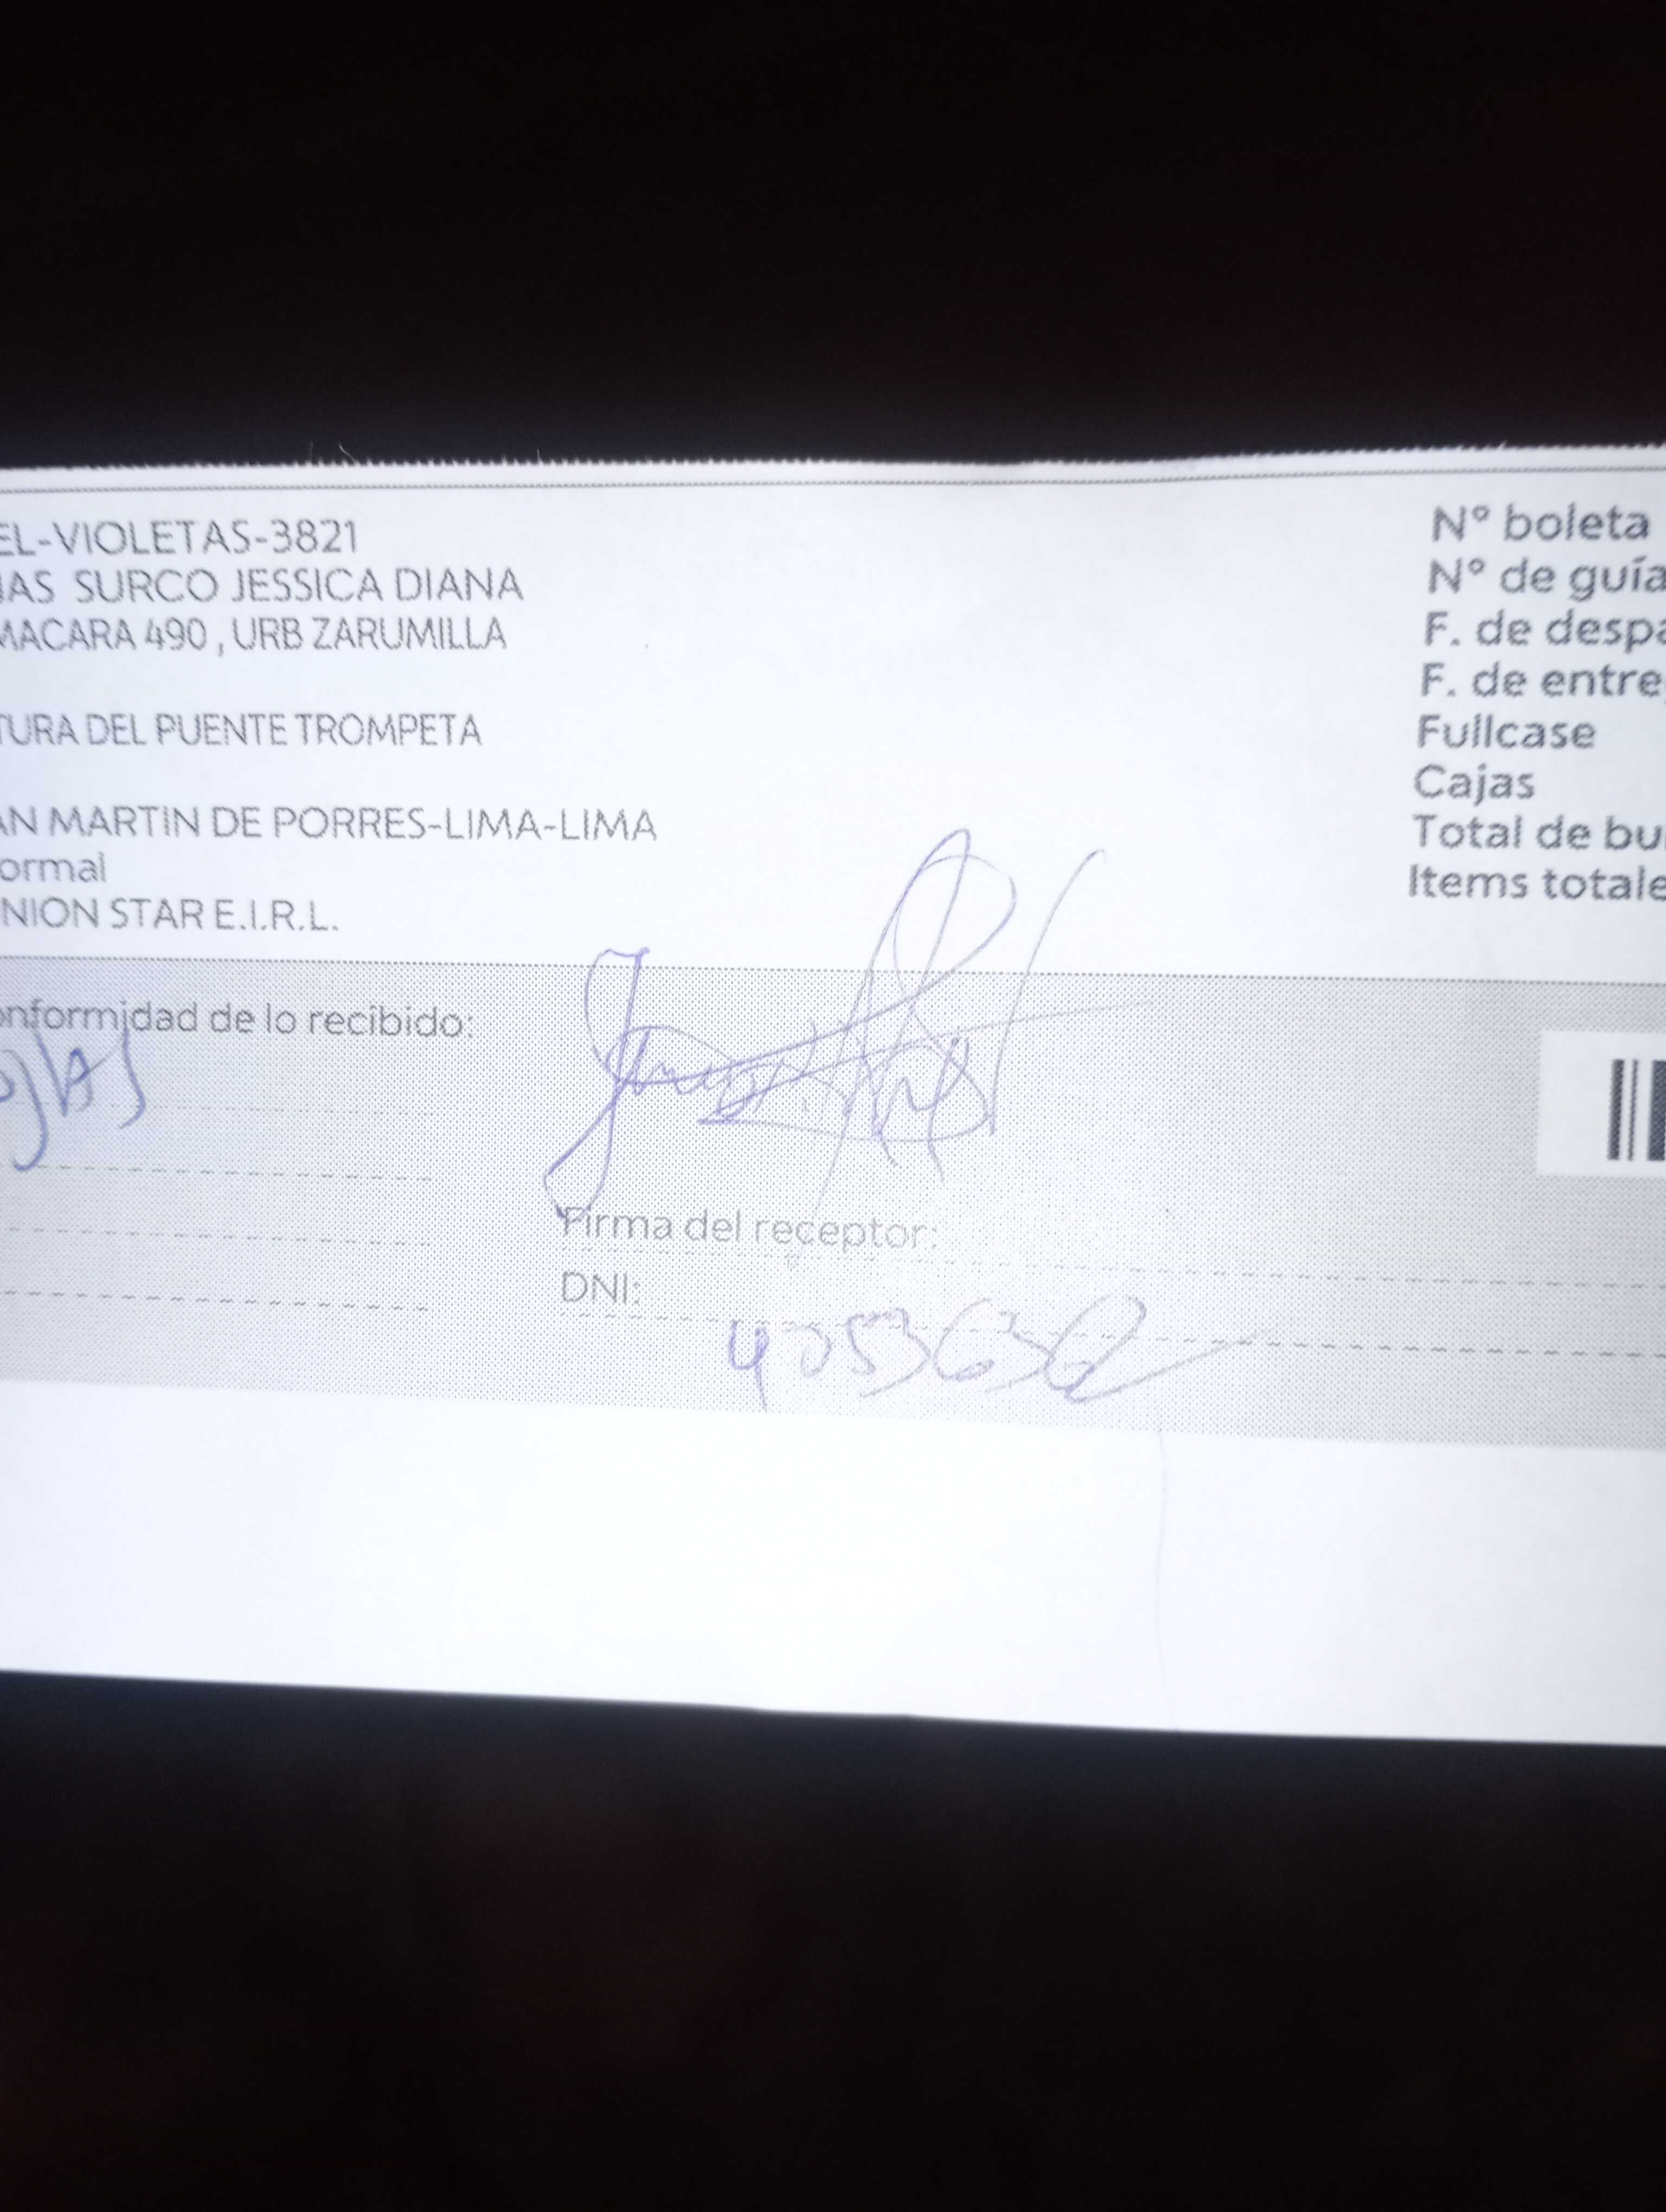 EL-VIOLETAS-3821
IAS SURCO JESSICA DIANA
MACARA 490 , URB ZARUMILLA
TURA DEL PUENTE TROMPETA
AN MARTIN DE PORRES-LIMA-LIMA
ormal
NION STAR E.I.R.L.
N° boleta
N° de guía
F. de despa
F. de entre
Fullcase
Cajas
Total de bu
Items totale
onformidad de lo recibido:
Firma del receptor:
DNI: